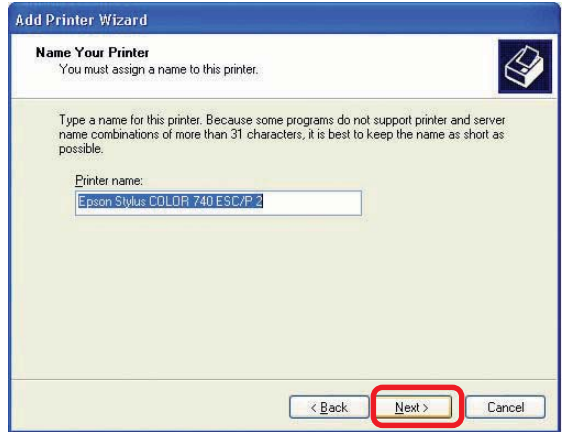 Add Printer Wizard
Name Your Printer
You must assign a name to this printer.
Type a name for this printer. Because some programs do not support printer and server
name combinations of more than 31 characters, it is best to keep the name as short as
possible.
Printer name:
Epson Stylus COLOR 740 ESC/P 2
< Back
Next >
Cancel